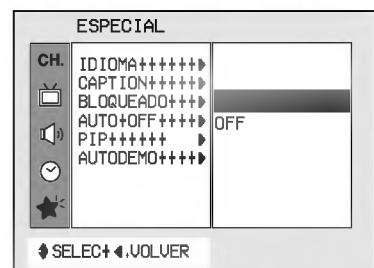 ESPECIAL
CH.
IDIOMA++++++
CAPTION+++++
BLOQUEADO+++
AUTO+OFF++++
OFF
PIP++++++
AUTODEMO++++
SELEC+ ◀.VOLVER